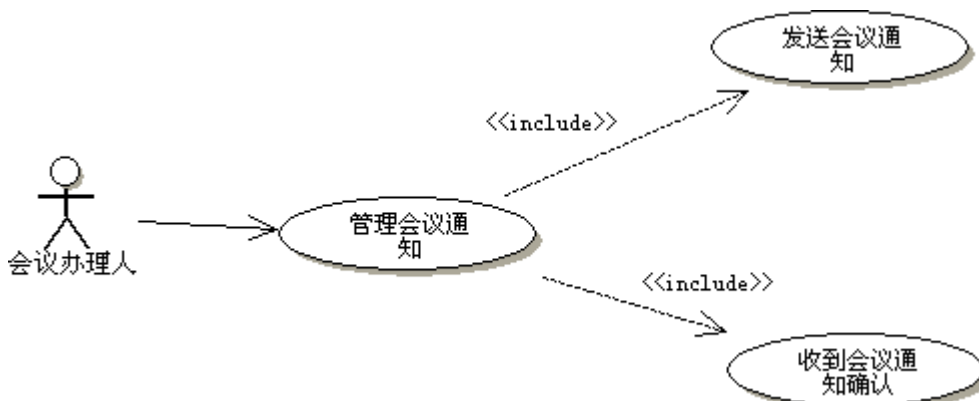 发送会议通
知
<<include>>
管理会议通
知
会议办理人
<<include>>
收到会议通
知确认